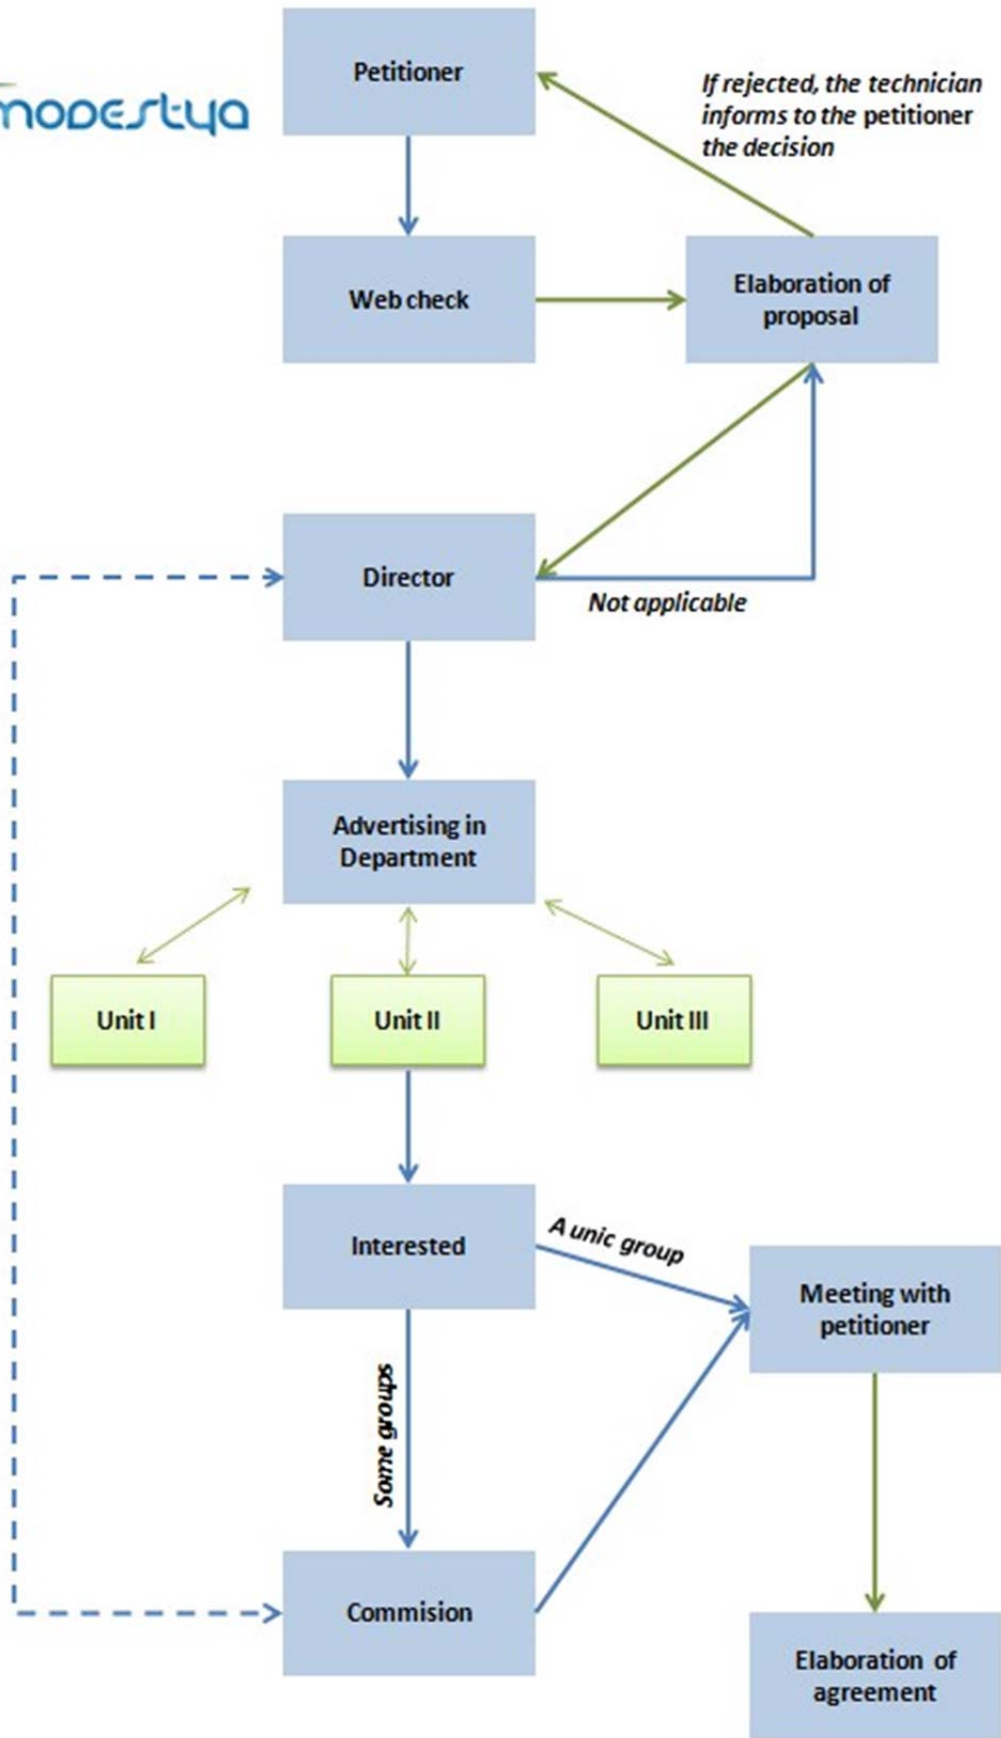 modestya
Petitioner
If rejected, the technician
informs to the petitioner
the decision
Web check
Elaboration of
proposal
Director
Not applicable
Advertising in
Department
Unit I
Unit II
Unit III
Interested
A unic group
Meeting with
petitioner
Some groups
Commision
Elaboration of
agreement